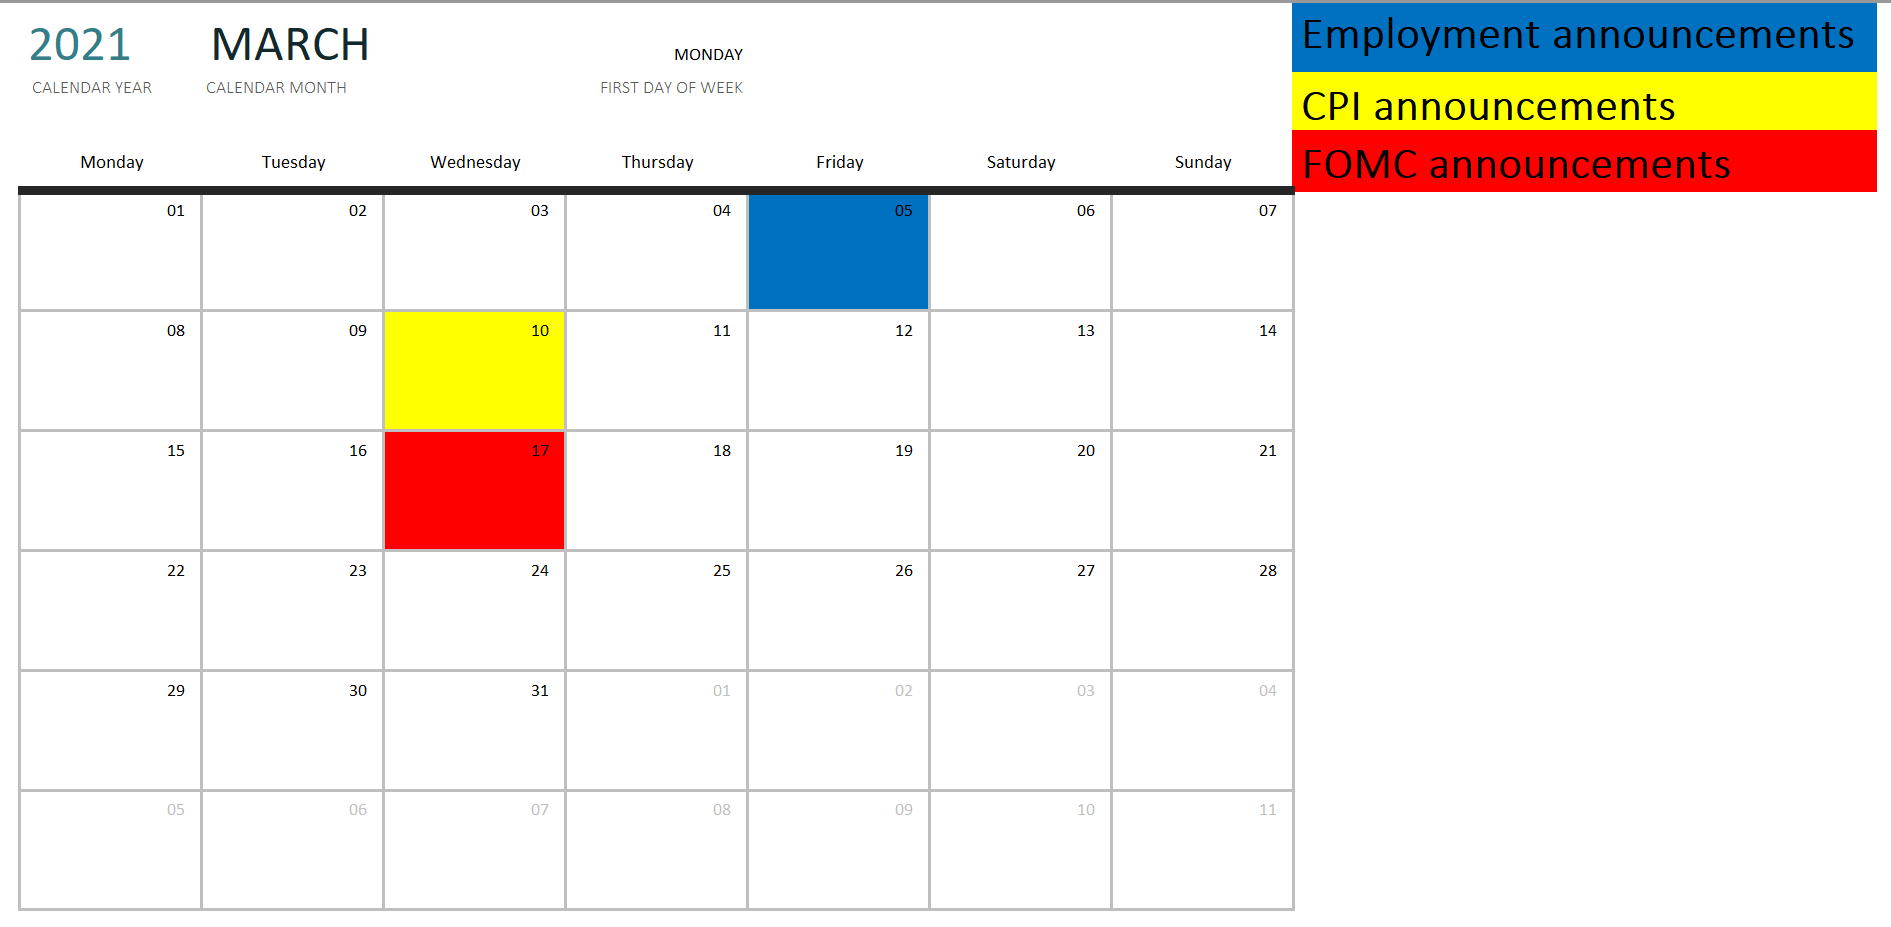 2021 MARCH MONDAY
CALENDAR YEAR CALENDAR MONTH FIRST DAY OF WEEK
Employment announcements
CPI announcements
FOMC announcements
Monday Tuesday Wednesday Thursday Friday Saturday Sunday
01 02 03 04 05 06 07
08 09 10 11 12 13 14
15 16 17 18 19 20 21
22 23 24 25 26 27 28
29 30 31 01 02 03 04
05 06 07 08 09 10 11